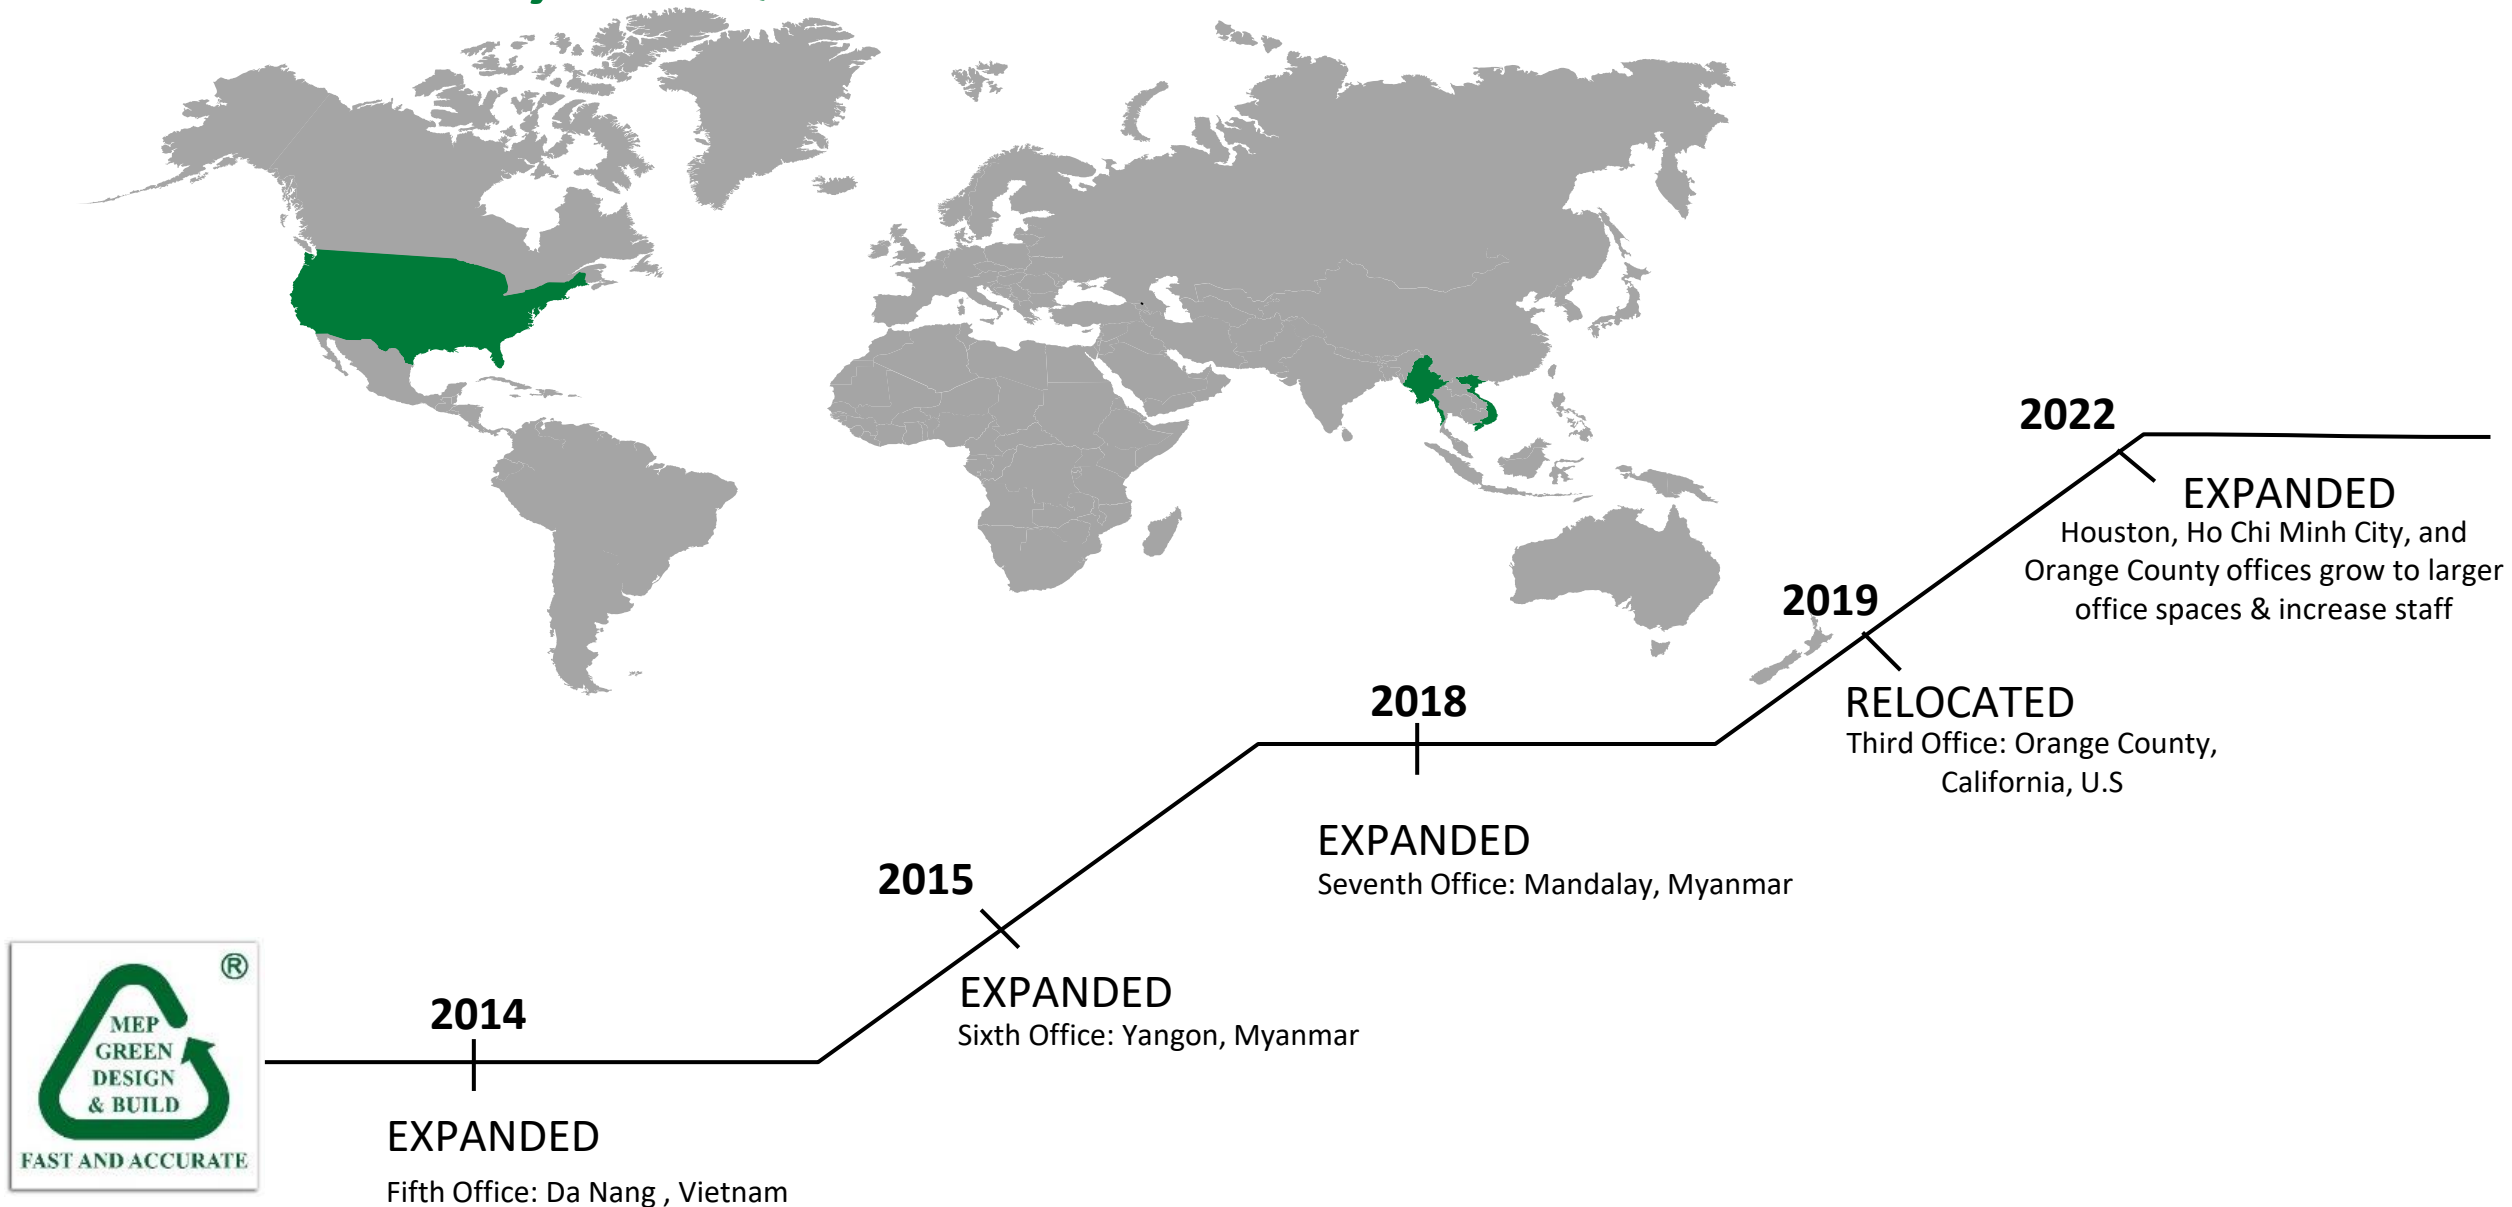 2022
EXPANDED
Houston, Ho Chi Minh City, and
Orange County offices grow to larger
office spaces & increase staff
2019
RELOCATED
Third Office: Orange County,
California, U.S
2018
EXPANDED
Seventh Office: Mandalay, Myanmar
2015
EXPANDED
Sixth Office: Yangon, Myanmar
2014
EXPANDED
Fifth Office: Da Nang , Vietnam
®
MEP
GREEN
DESIGN
& BUILD
FAST AND ACCURATE